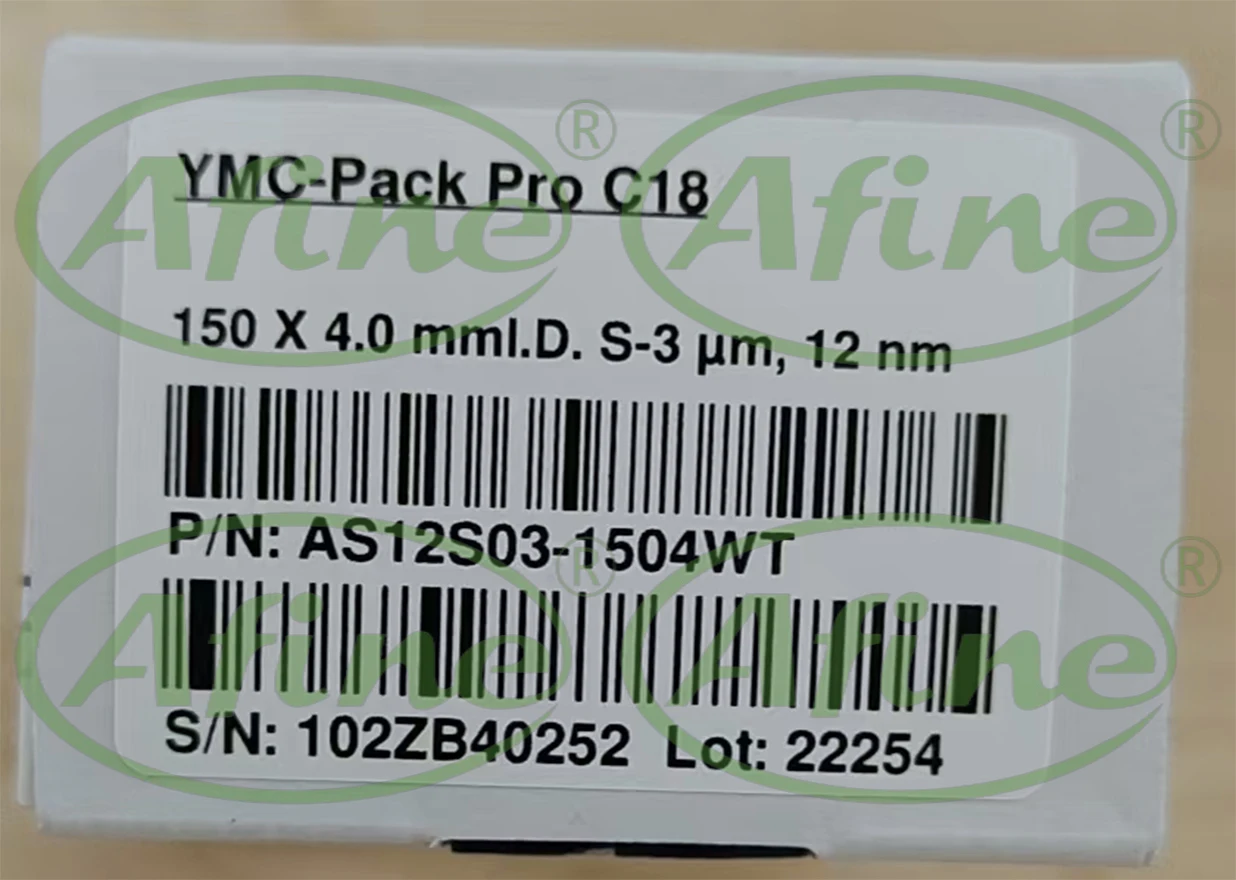 YMC-Pack Pro C18
150 X 4.0 mmI.D. S-3 µm, 12 nm
P/N: AS12S03-1504WT
S/N: 102ZB40252 Lot: 22254
Afine®
Afine®
Afine®
Afine®